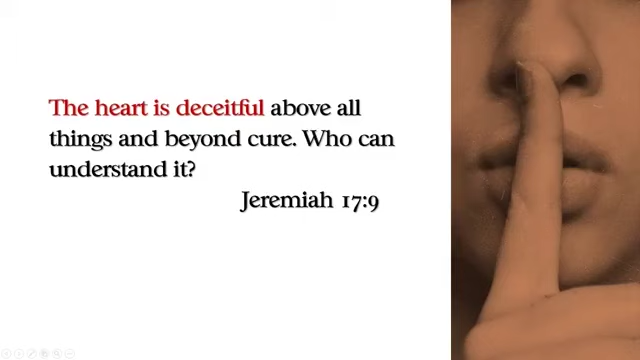 The heart is deceitful above all
things and beyond cure. Who can
understand it?
Jeremiah 17:9